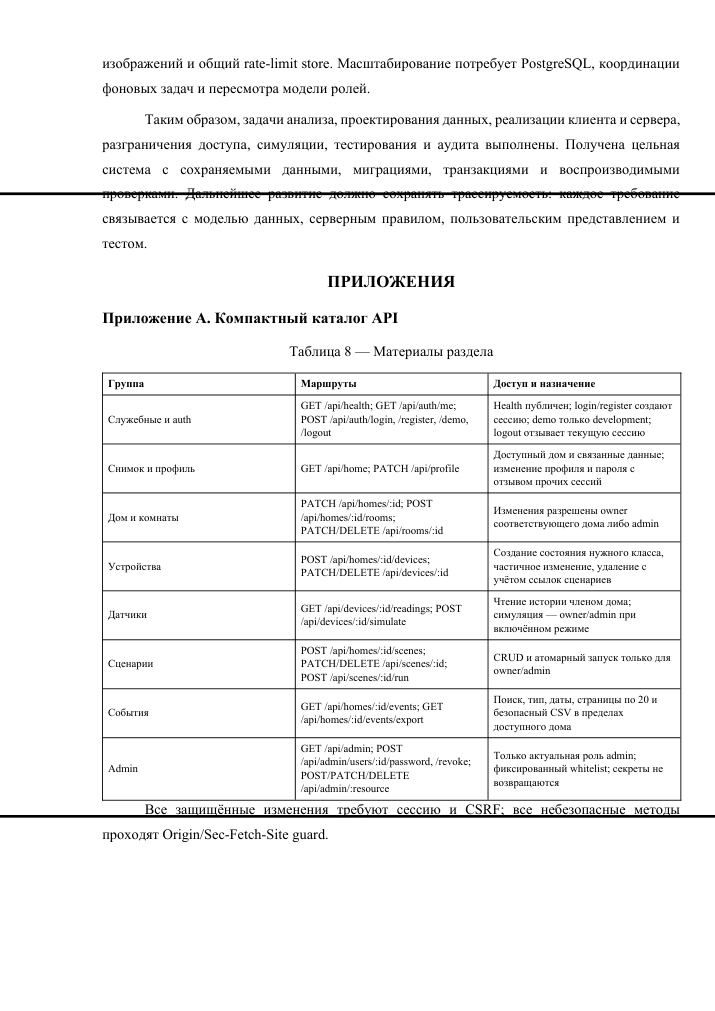 изображений и общий rate-limit store. Масштабирование потребует PostgreSQL, координации
фоновых задач и пересмотра модели ролей.
Таким образом, задачи анализа, проектирования данных, реализации клиента и сервера,
разграничения доступа, симуляции, тестирования и аудита выполнены. Получена цельная
система с сохраняемыми данными, миграциями, транзакциями и воспроизводимыми
проверками. Дальнейшее развитие должно сохранять трассируемость: каждое требование
связывается с моделью данных, серверным правилом, пользовательским представлением и
тестом.
ПРИЛОЖЕНИЯ
Приложение А. Компактный каталог API
Таблица 8 — Материалы раздела
Группа
Маршруты
Доступ и назначение
Служебные и auth
GET /api/health; GET /api/auth/me;
POST /api/auth/login, /register, /demo,
/logout
Health публичен; login/register создают
сессию; demo только development;
logout отзывает текущую сессию
Снимок и профиль
GET /api/home; PATCH /api/profile
Доступный дом и связанные данные;
изменение профиля и пароля с
отзывом прочих сессий
Дом и комнаты
PATCH /api/homes/:id; POST
/api/homes/:id/rooms;
PATCH/DELETE /api/rooms/:id
Изменения разрешены owner
соответствующего дома либо admin
Устройства
POST /api/homes/:id/devices;
PATCH/DELETE /api/devices/:id
Создание состояния нужного класса,
частичное изменение, удаление с
учётом ссылок сценариев
Датчики
GET /api/devices/:id/readings; POST
/api/devices/:id/simulate
Чтение истории членом дома;
симуляция — owner/admin при
включённом режиме
Сценарии
POST /api/homes/:id/scenes;
PATCH/DELETE /api/scenes/:id;
POST /api/scenes/:id/run
CRUD и атомарный запуск только для
owner/admin
События
GET /api/homes/:id/events; GET
/api/homes/:id/events/export
Поиск, тип, даты, страницы по 20 и
безопасный CSV в пределах
доступного дома
Admin
GET /api/admin; POST
/api/admin/users/:id/password, /revoke;
POST/PATCH/DELETE
/api/admin/:resource
Только актуальная роль admin;
фиксированный whitelist; секреты не
возвращаются
Все защищённые изменения требуют сессию и CSRF; все небезопасные методы
проходят Origin/Sec-Fetch-Site guard.